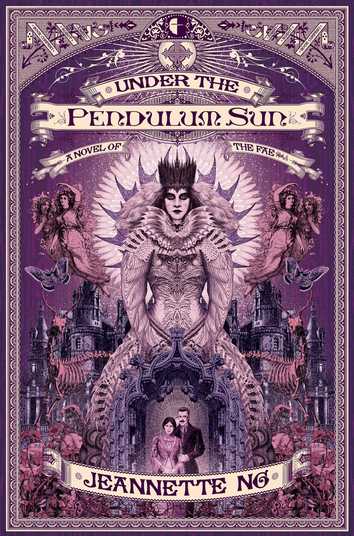 UNDER THE
PENDULUM SUN
A NOVEL OF THE FAE
JEANNETTE NG